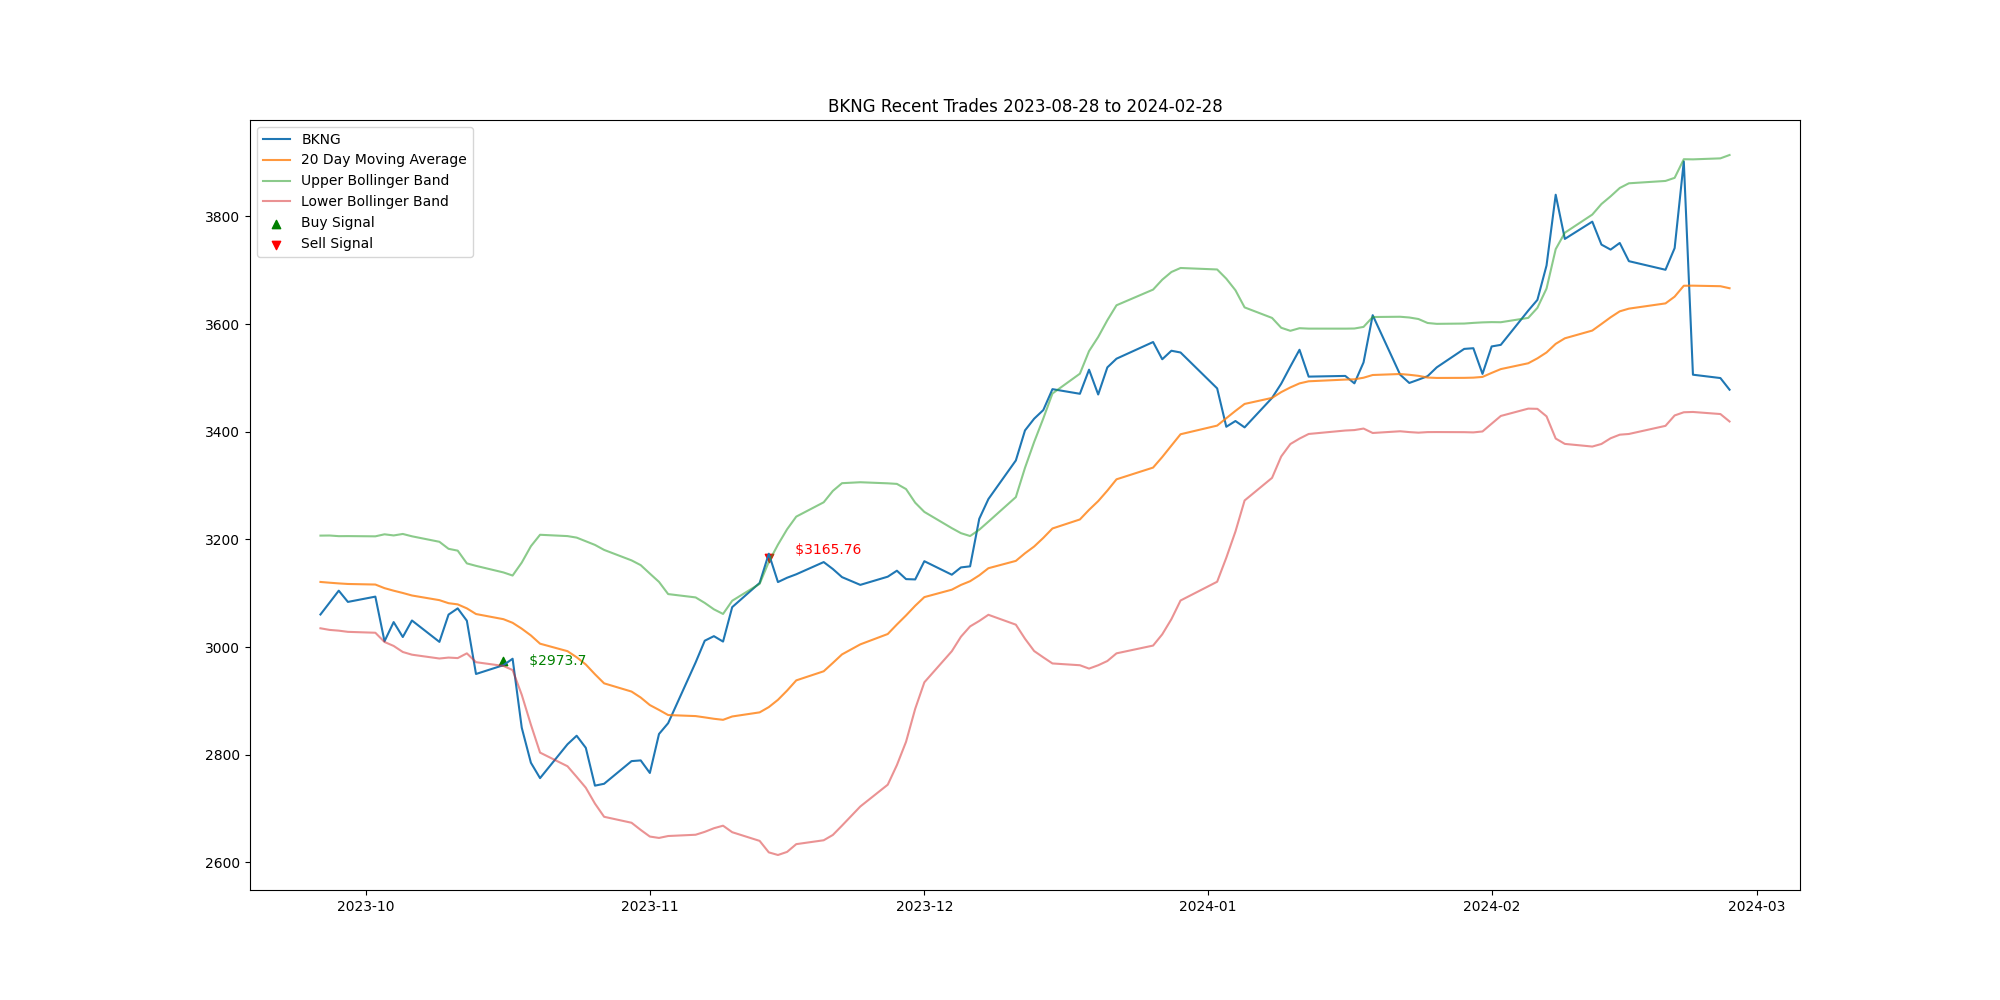 BKNG Recent Trades 2023-08-28 to 2024-02-28
BKNG
20 Day Moving Average
Upper Bollinger Band
Lower Bollinger Band
Buy Signal
Sell Signal
3800
3600
3400
3200
3000
2800
2600
$3165.76
$2973.7
2023-10
2023-11
2023-12
2024-01
2024-02
2024-03